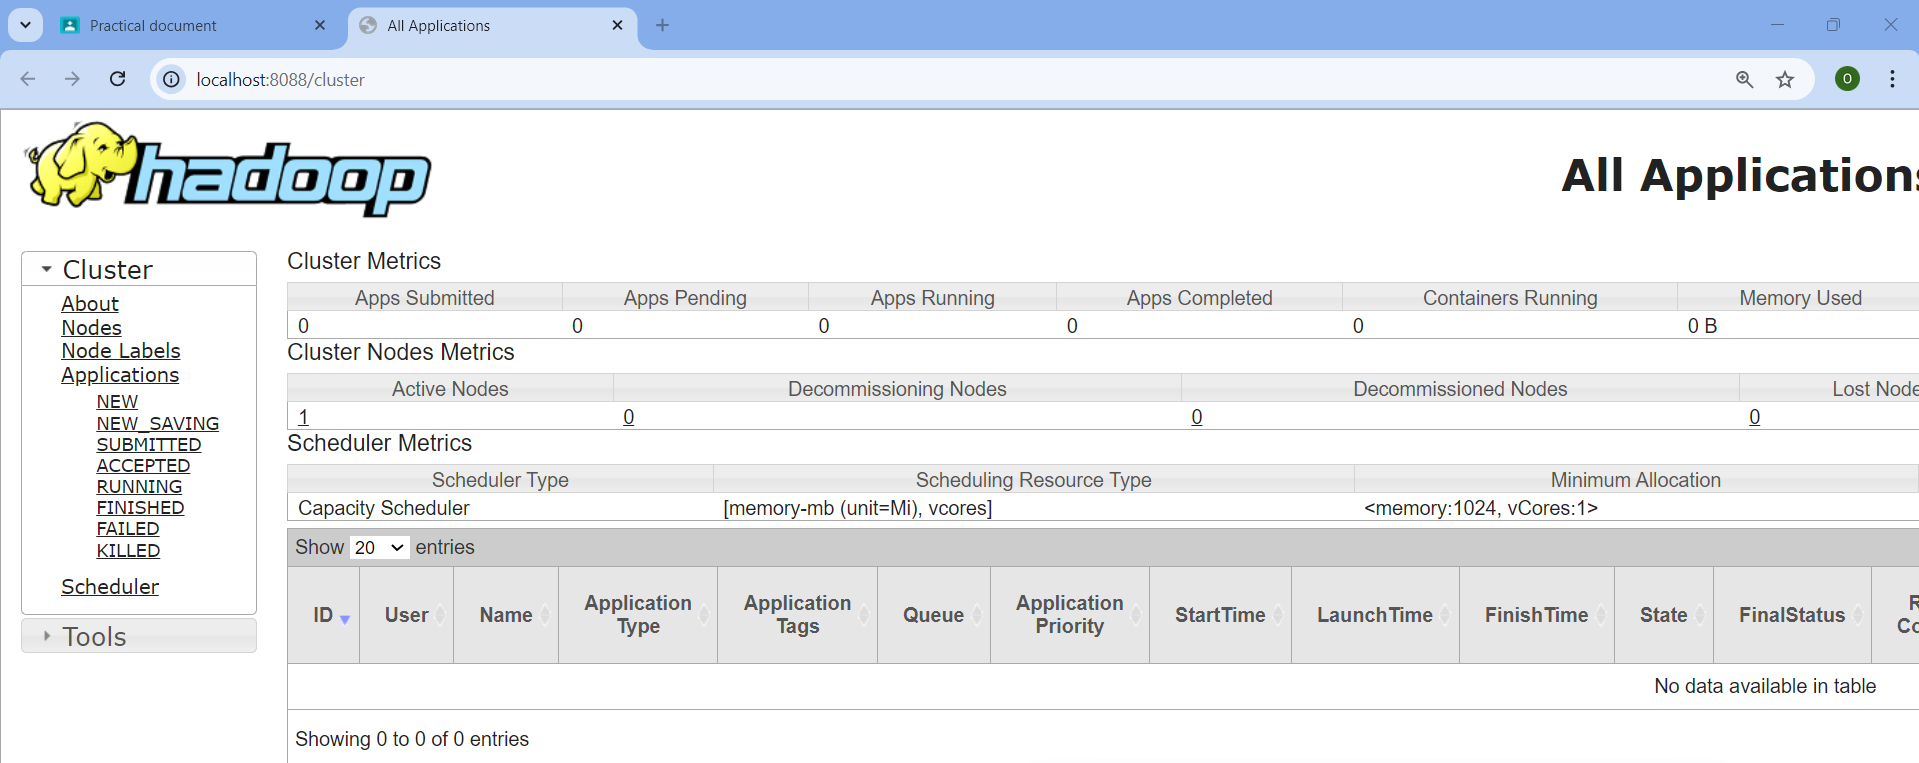 Practical document
All Applications
localhost:8088/cluster
O
hadoop
All Applications
Cluster
About
Nodes
Node Labels
Applications
NEW
NEW_SAVING
SUBMITTED
ACCEPTED
RUNNING
FINISHED
FAILED
KILLED
Scheduler
Tools
Cluster Metrics
Apps Submitted Apps Pending Apps Running Apps Completed Containers Running Memory Used
0 0 0 0 0 0 B
Cluster Nodes Metrics
Active Nodes Decommissioning Nodes Decommissioned Nodes Lost Node
1 0 0 0
Scheduler Metrics
Scheduler Type Scheduling Resource Type Minimum Allocation
Capacity Scheduler [memory-mb (unit=Mi), vcores] <memory:1024, vCores:1>
Show 20 entries
ID User Name Application Type Application Tags Queue Application Priority StartTime LaunchTime FinishTime State FinalStatus
No data available in table
Showing 0 to 0 of 0 entries